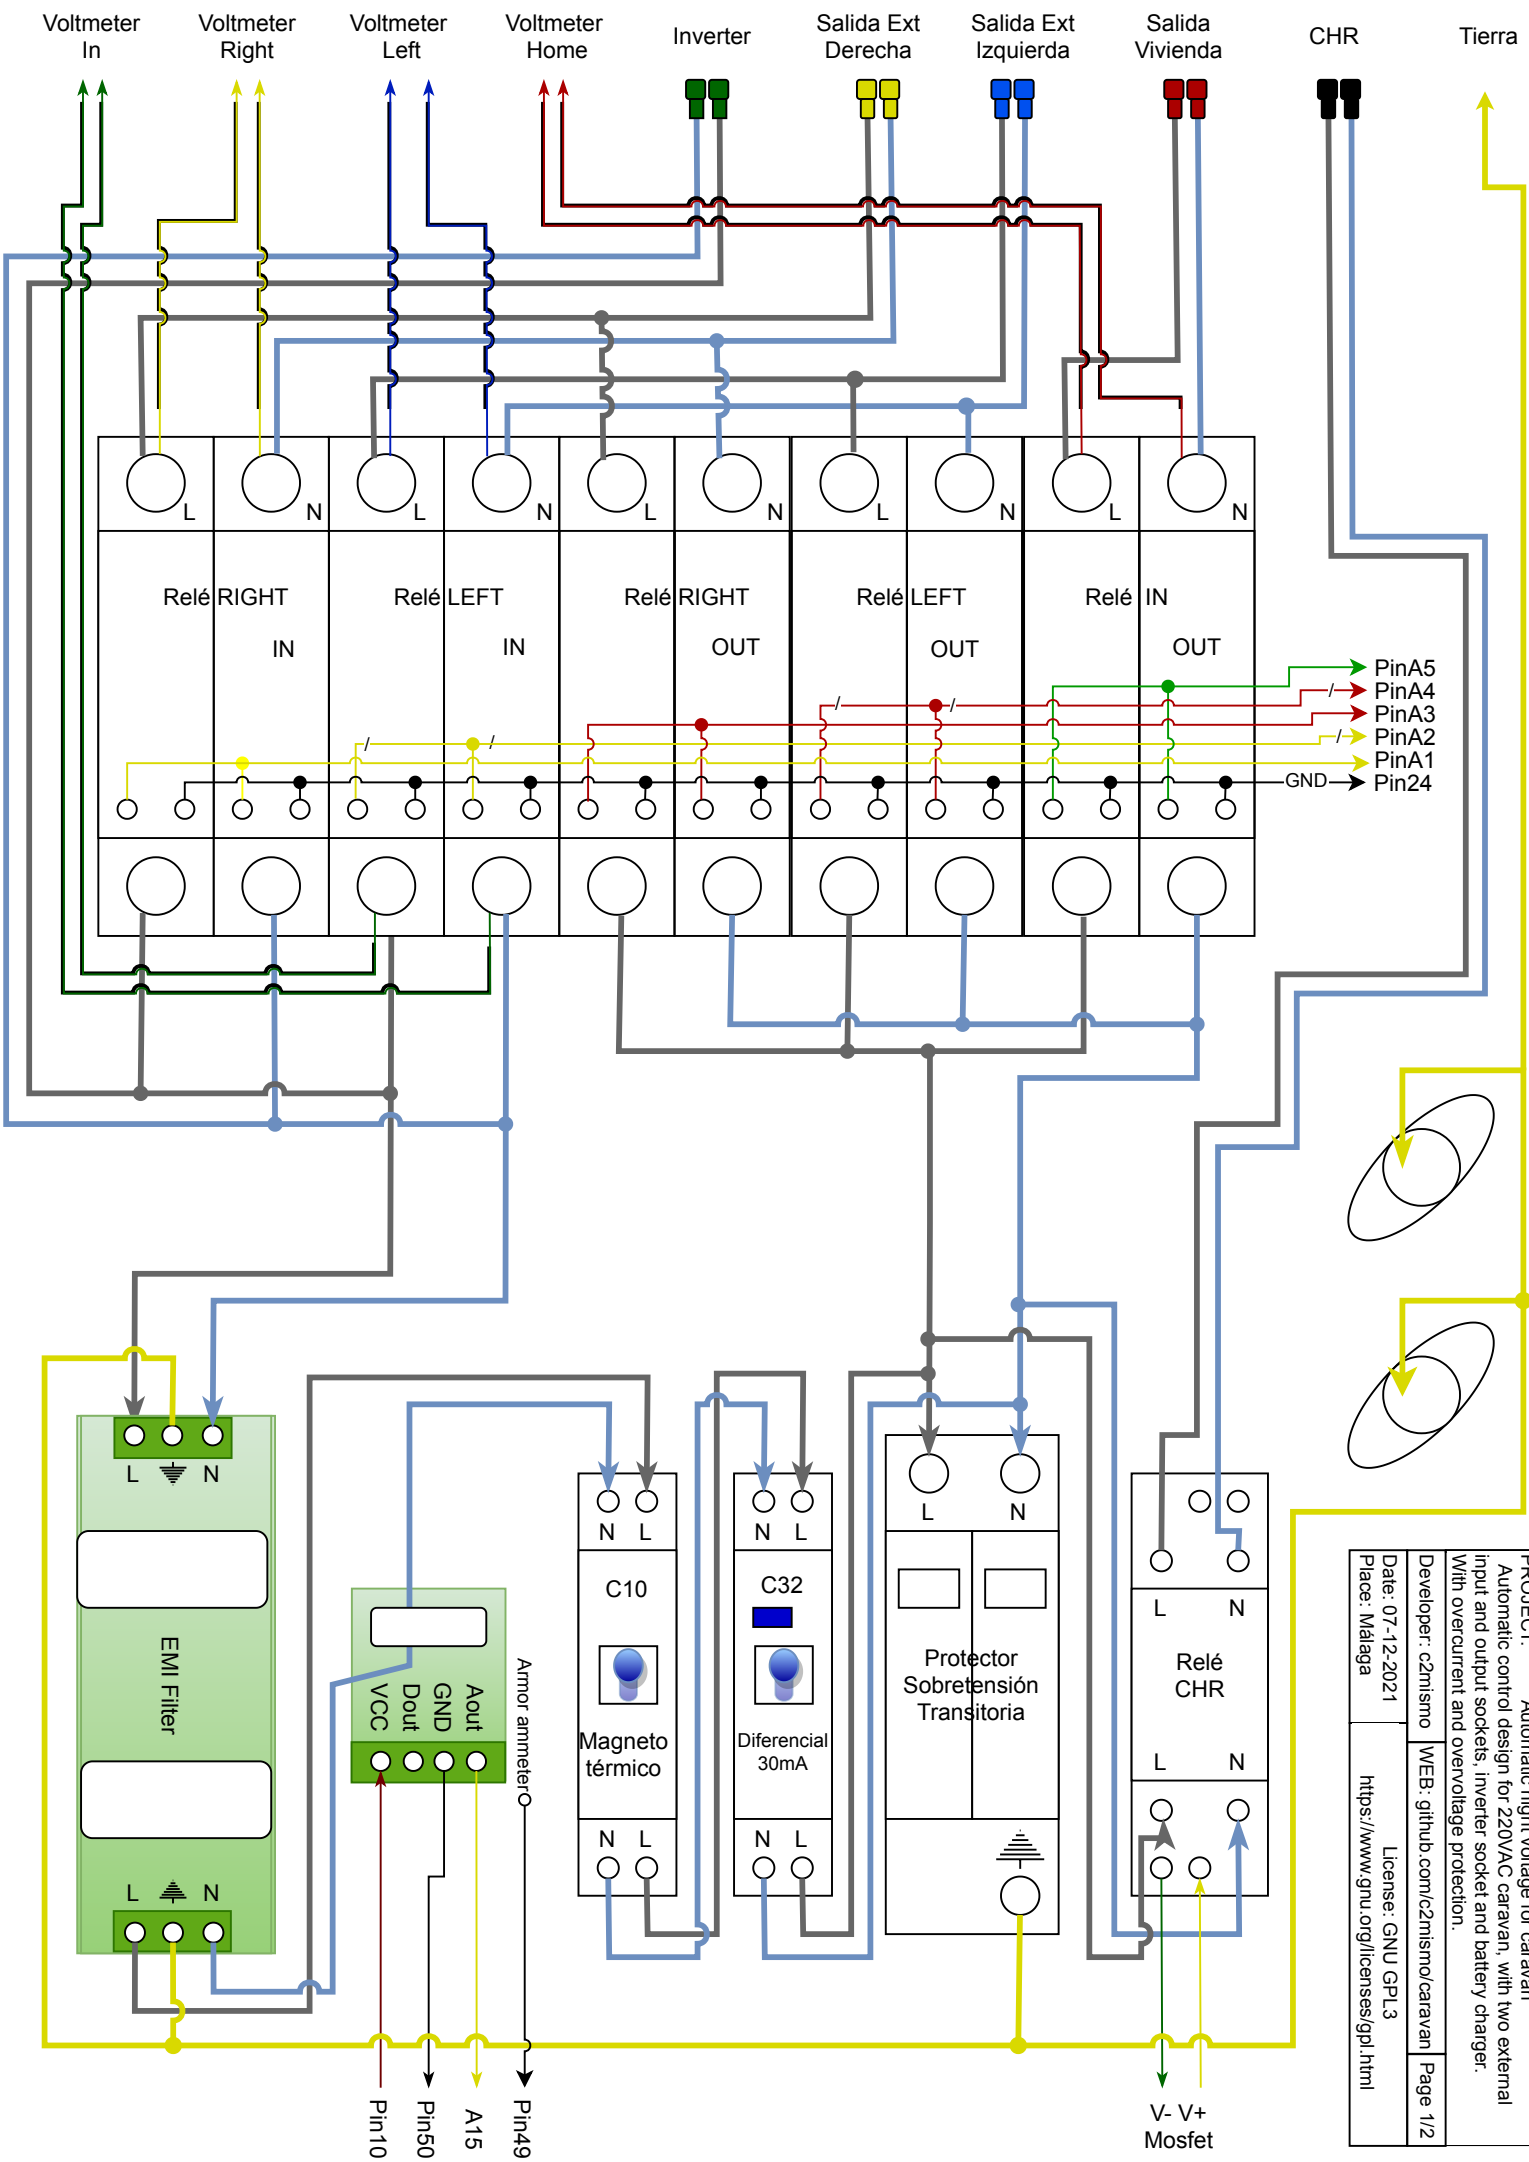 Voltmeter
In
Voltmeter
Right
Voltmeter
Left
Voltmeter
Home
Inverter
Salida Ext
Derecha
Salida Ext
Izquierda
Salida
Vivienda
CHR
Tierra
L
N
L
N
L
N
L
N
L
N
Relé RIGHT
IN
Relé LEFT
IN
Relé RIGHT
OUT
Relé LEFT
OUT
Relé IN
OUT
PinA5
PinA4
PinA3
PinA2
PinA1
GND
Pin24
L
N
EMI Filter
L
N
VCC
Dout
GND
Aout
Armor ammeter
N L
C10
Magneto
térmico
N L
N L
C32
Diferencial
30mA
N L
L
N
Protector
Sobretensión
Transitoria
L
N
Relé
CHR
L
N
Pin10
Pin50
A15
Pin49
V- V+
Mosfet
PROJECT: Automatic hight voltage for caravan
Automatic control design for 220VAC caravan, with two external
input and output sockets, inverter socket and battery charger.
With overcurrent and overvoltage protection.
Developer: c2mismo
WEB: github.com/c2mismo/caravan
Page 1/2
Date: 07-12-2021
Place: Málaga
License: GNU GPL3
https://www.gnu.org/licenses/gpl.html